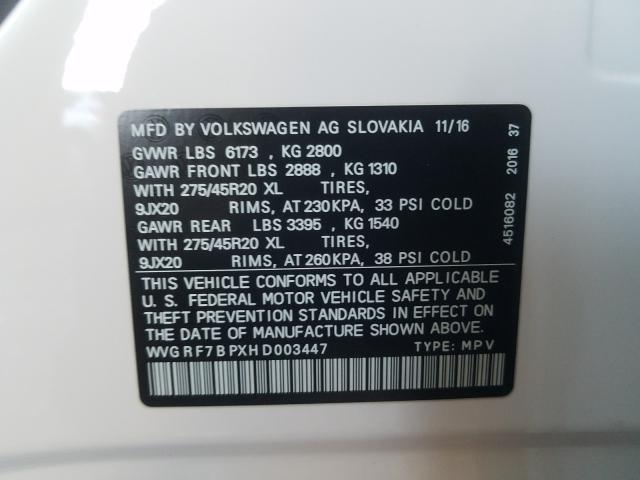 MFD BY VOLKSWAGEN AG SLOVAKIA 11/16
GVWR LBS 6173 , KG 2800
GAWR FRONT LBS 2888 , KG 1310
WITH 275/45R20 XL TIRES,
9JX20 RIMS, AT 230KPA, 33 PSI COLD
GAWR REAR LBS 3395 , KG 1540
WITH 275/45R20 XL TIRES,
9JX20 RIMS, AT 260KPA, 38 PSI COLD
THIS VEHICLE CONFORMS TO ALL APPLICABLE
U. S. FEDERAL MOTOR VEHICLE SAFETY AND
THEFT PREVENTION STANDARDS IN EFFECT ON
THE DATE OF MANUFACTURE SHOWN ABOVE.
WVGRF7BPXHD003447 TYPE: MPV
4516082 2016 37